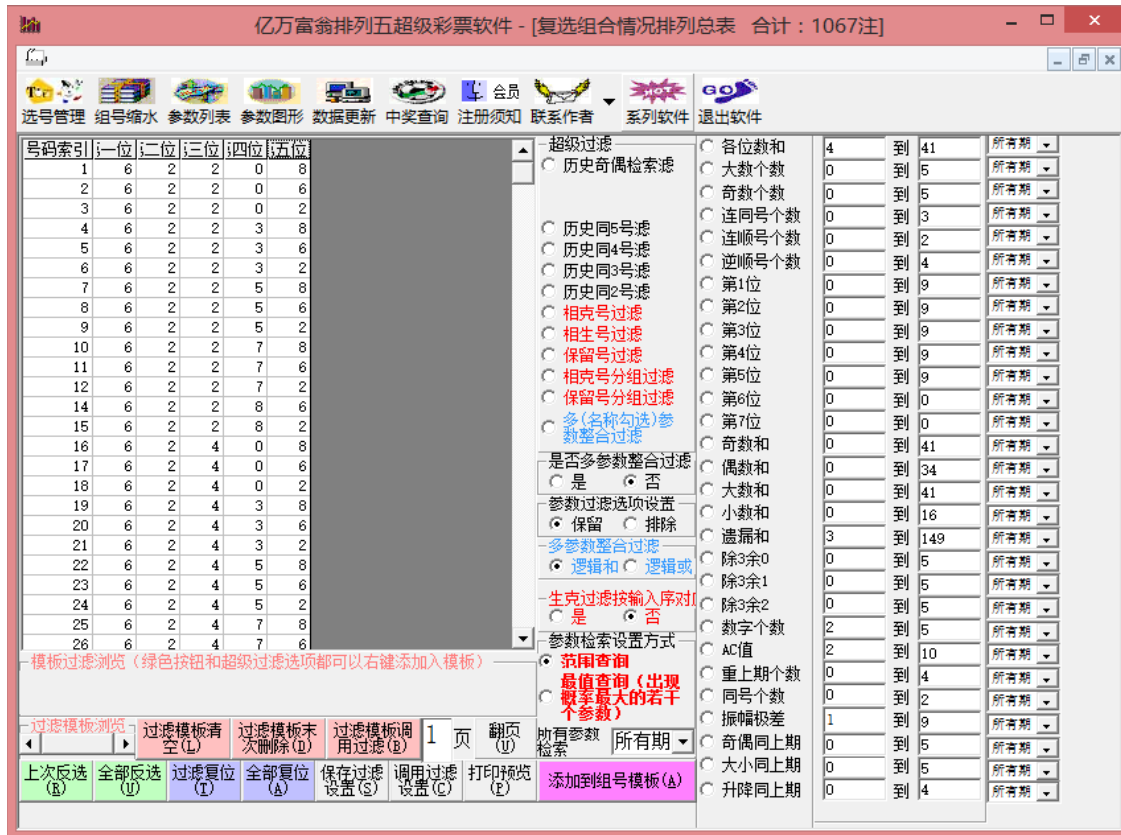 亿万富翁排列五超级彩票软件 - [复选组合情况排列总表 合计：1067注]
会员
HOT
GO
选号管理 组号缩水 参数列表 参数图形 数据更新 中奖查询 注册须知 联系作者 系列软件 退出软件
号码索引 第一位 第二位 第三位 第四位 第五位
1 6 2 2 0 8
2 6 2 2 0 6
3 6 2 2 0 2
4 6 2 2 3 8
5 6 2 2 3 6
6 6 2 2 3 2
7 6 2 2 5 8
8 6 2 2 5 6
9 6 2 2 5 2
10 6 2 2 7 8
11 6 2 2 7 6
12 6 2 2 7 2
14 6 2 2 8 6
15 6 2 2 8 2
16 6 2 4 0 8
17 6 2 4 0 6
18 6 2 4 0 2
19 6 2 4 3 8
20 6 2 4 3 6
21 6 2 4 3 2
22 6 2 4 5 8
23 6 2 4 5 6
24 6 2 4 5 2
25 6 2 4 7 8
26 6 2 4 7 6
超级过滤
历史奇偶检索滤
历史同5号滤
历史同4号滤
历史同3号滤
历史同2号滤
相克号过滤
相生号过滤
保留号过滤
相克号分组过滤
保留号分组过滤
多(名称勾选)参
数整合过滤
是否多参数整合过滤
是 否
参数过滤选项设置
保留 排除
多参数整合过滤
逻辑和 逻辑或
生克过滤按输入序对
是 否
参数检索设置方式
范围查询
最值查询（出现
概率最大的若干
个参数）
所有参数
检索
所有期
添加到组号模板(A)
各位数和 4 到 41 所有期
大数个数 0 到 5 所有期
奇数个数 0 到 5 所有期
连同号个数 0 到 3 所有期
连顺号个数 0 到 2 所有期
逆顺号个数 0 到 4 所有期
第1位 0 到 9 所有期
第2位 0 到 9 所有期
第3位 0 到 9 所有期
第4位 0 到 9 所有期
第5位 0 到 9 所有期
第6位 0 到 0 所有期
第7位 0 到 0 所有期
奇数和 0 到 41 所有期
偶数和 0 到 34 所有期
大数和 0 到 41 所有期
小数和 0 到 16 所有期
遗漏和 3 到 149 所有期
除3余0 0 到 5 所有期
除3余1 0 到 5 所有期
除3余2 0 到 5 所有期
数字个数 2 到 5 所有期
AC值 2 到 10 所有期
重上期个数 0 到 4 所有期
同号个数 0 到 2 所有期
振幅极差 1 到 9 所有期
奇偶同上期 0 到 5 所有期
大小同上期 0 到 5 所有期
升降同上期 0 到 4 所有期
模板过滤浏览（绿色按钮和超级过滤选项都可以右键添加入模板）
过滤模板浏览
过滤模板清
空(L)
过滤模板末
次删除(D)
过滤模板调
用过滤(B)
1 页
翻页
(U)
上次反选
(R)
全部反选
(U)
过滤复位
(T)
全部复位
(A)
保存过滤
设置(S)
调用过滤
设置(C)
打印预览
(P)